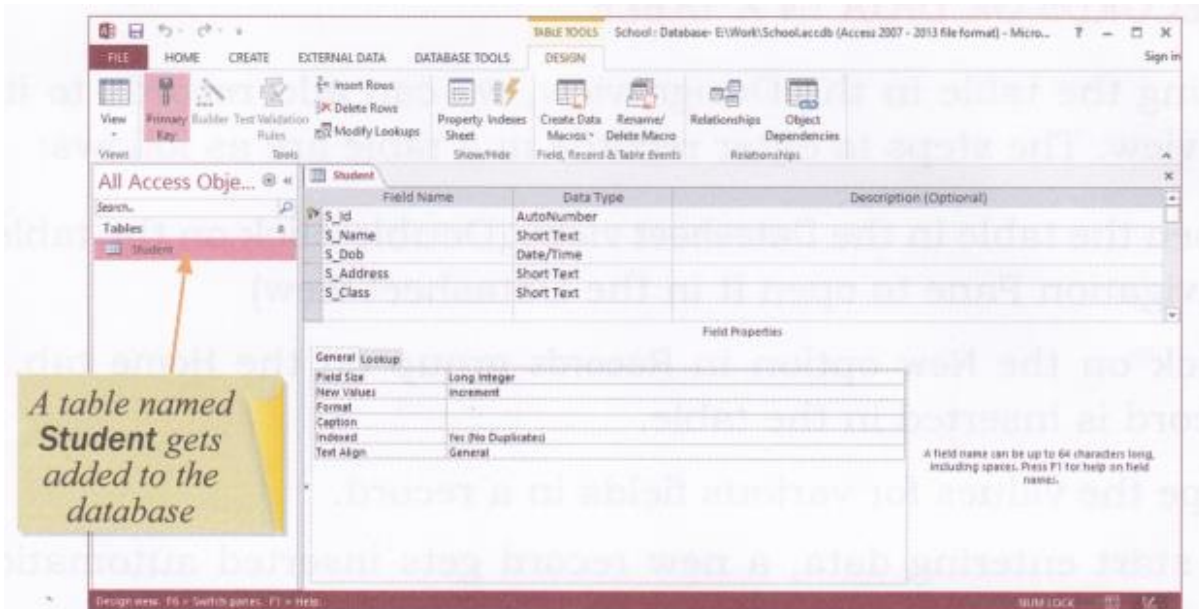 TABLE TOOLS School : Database- E:\Work\School.accdb (Access 2007 - 2013 file format) - Micro... ? – X
FILE HOME CREATE EXTERNAL DATA DATABASE TOOLS DESIGN Sign in
View
Primary Key
Builder
Test Validation Rules
Insert Rows
Delete Rows
Modify Lookups
Property Sheet
Indexes
Create Data Macros
Rename/ Delete Macro
Relationships
Object Dependencies
Views Tools Show/Hide Field, Record & Table Events Relationships
All Access Obje...
Search...
Tables
Student
Student
Field Name Data Type Description (Optional)
S_Id AutoNumber
S_Name Short Text
S_Dob Date/Time
S_Address Short Text
S_Class Short Text
Field Properties
General Lookup
Field Size Long Integer
New Values Increment
Format
Caption
Indexed Yes (No Duplicates)
Text Align General
A field name can be up to 64 characters long,
including spaces. Press F1 for help on field
names.
A table named
Student gets
added to the
database
Design view. F6 = Switch panes. F1 = Help. NUM LOCK